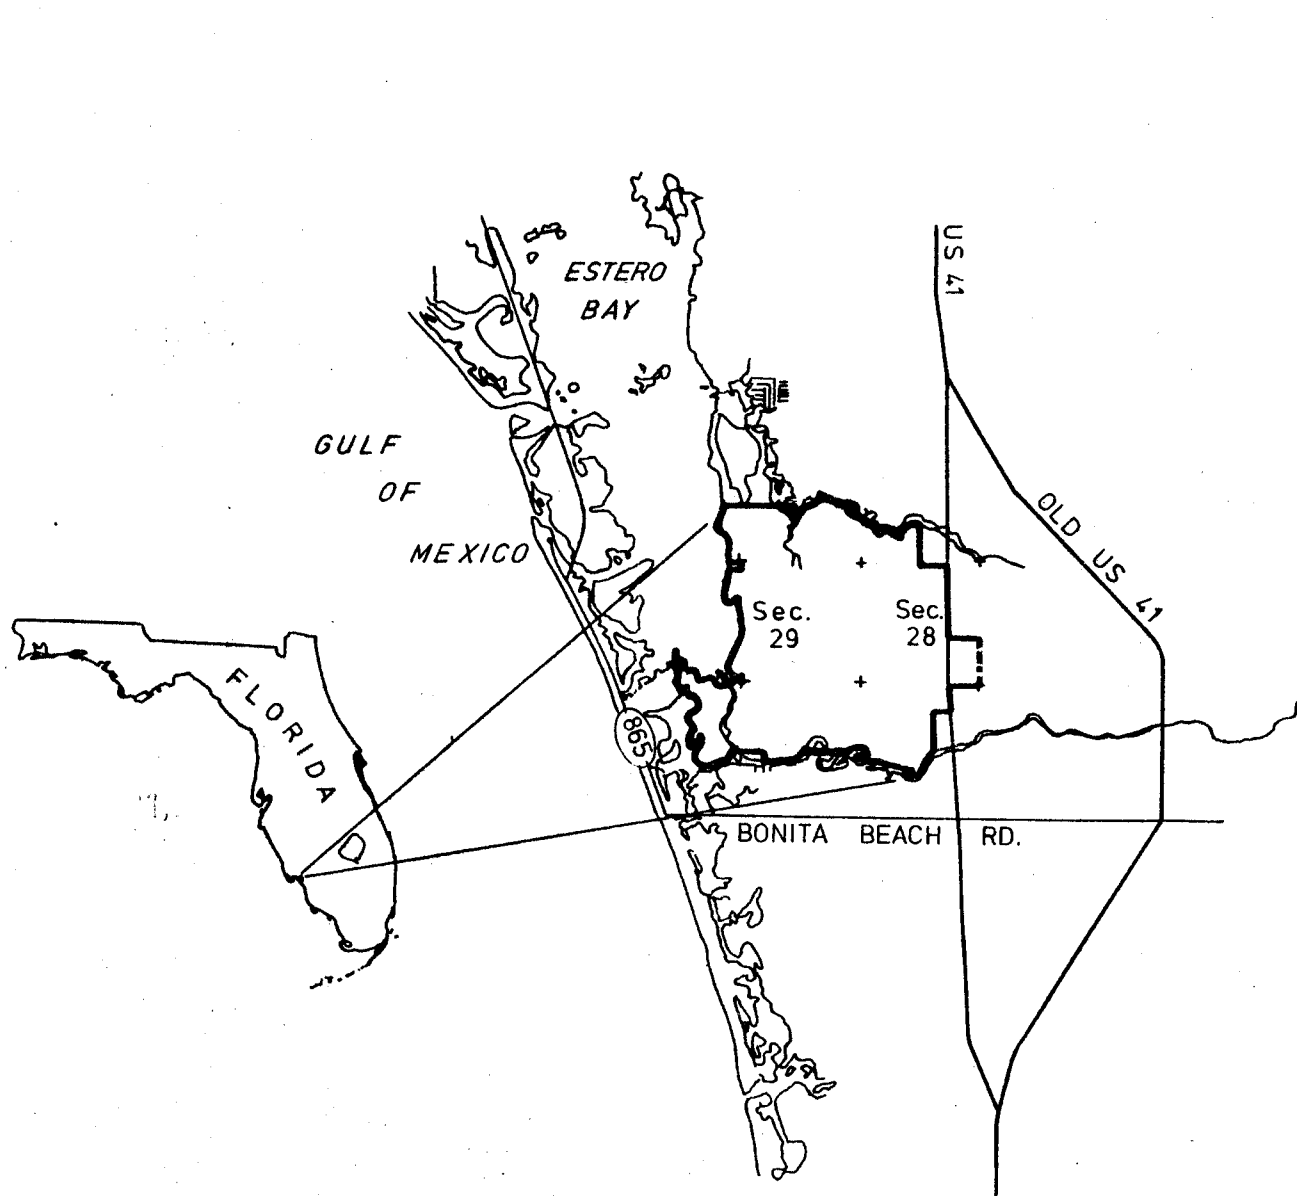 US 41
ESTERO
BAY
GULF
OF
MEXICO
OLD US 41
Sec.
29
Sec.
28
FLORIDA
865
BONITA BEACH RD.